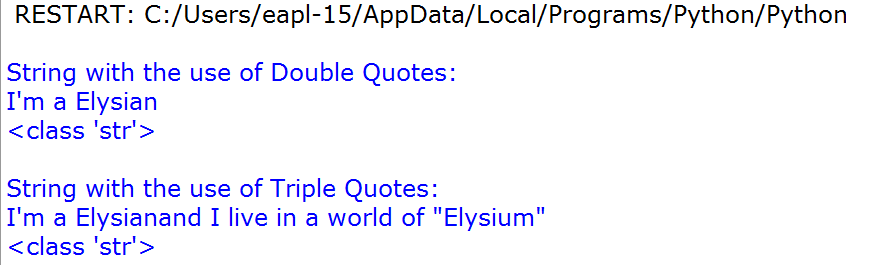 RESTART: C:/Users/eapl-15/AppData/Local/Programs/Python/Python
String with the use of Double Quotes:
I'm a Elysian
<class 'str'>
String with the use of Triple Quotes:
I'm a Elysianand I live in a world of "Elysium"
<class 'str'>